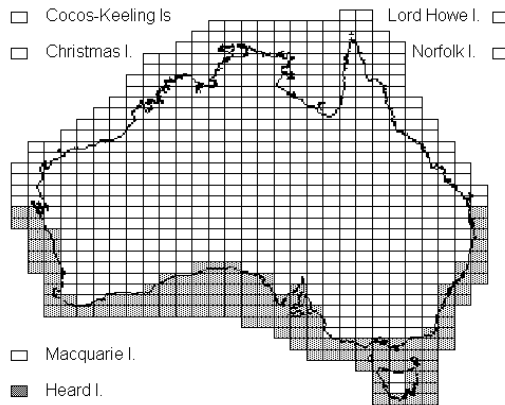 Cocos-Keeling Is
Lord Howe I.
Christmas I.
Norfolk I.
Macquarie I.
Heard I.